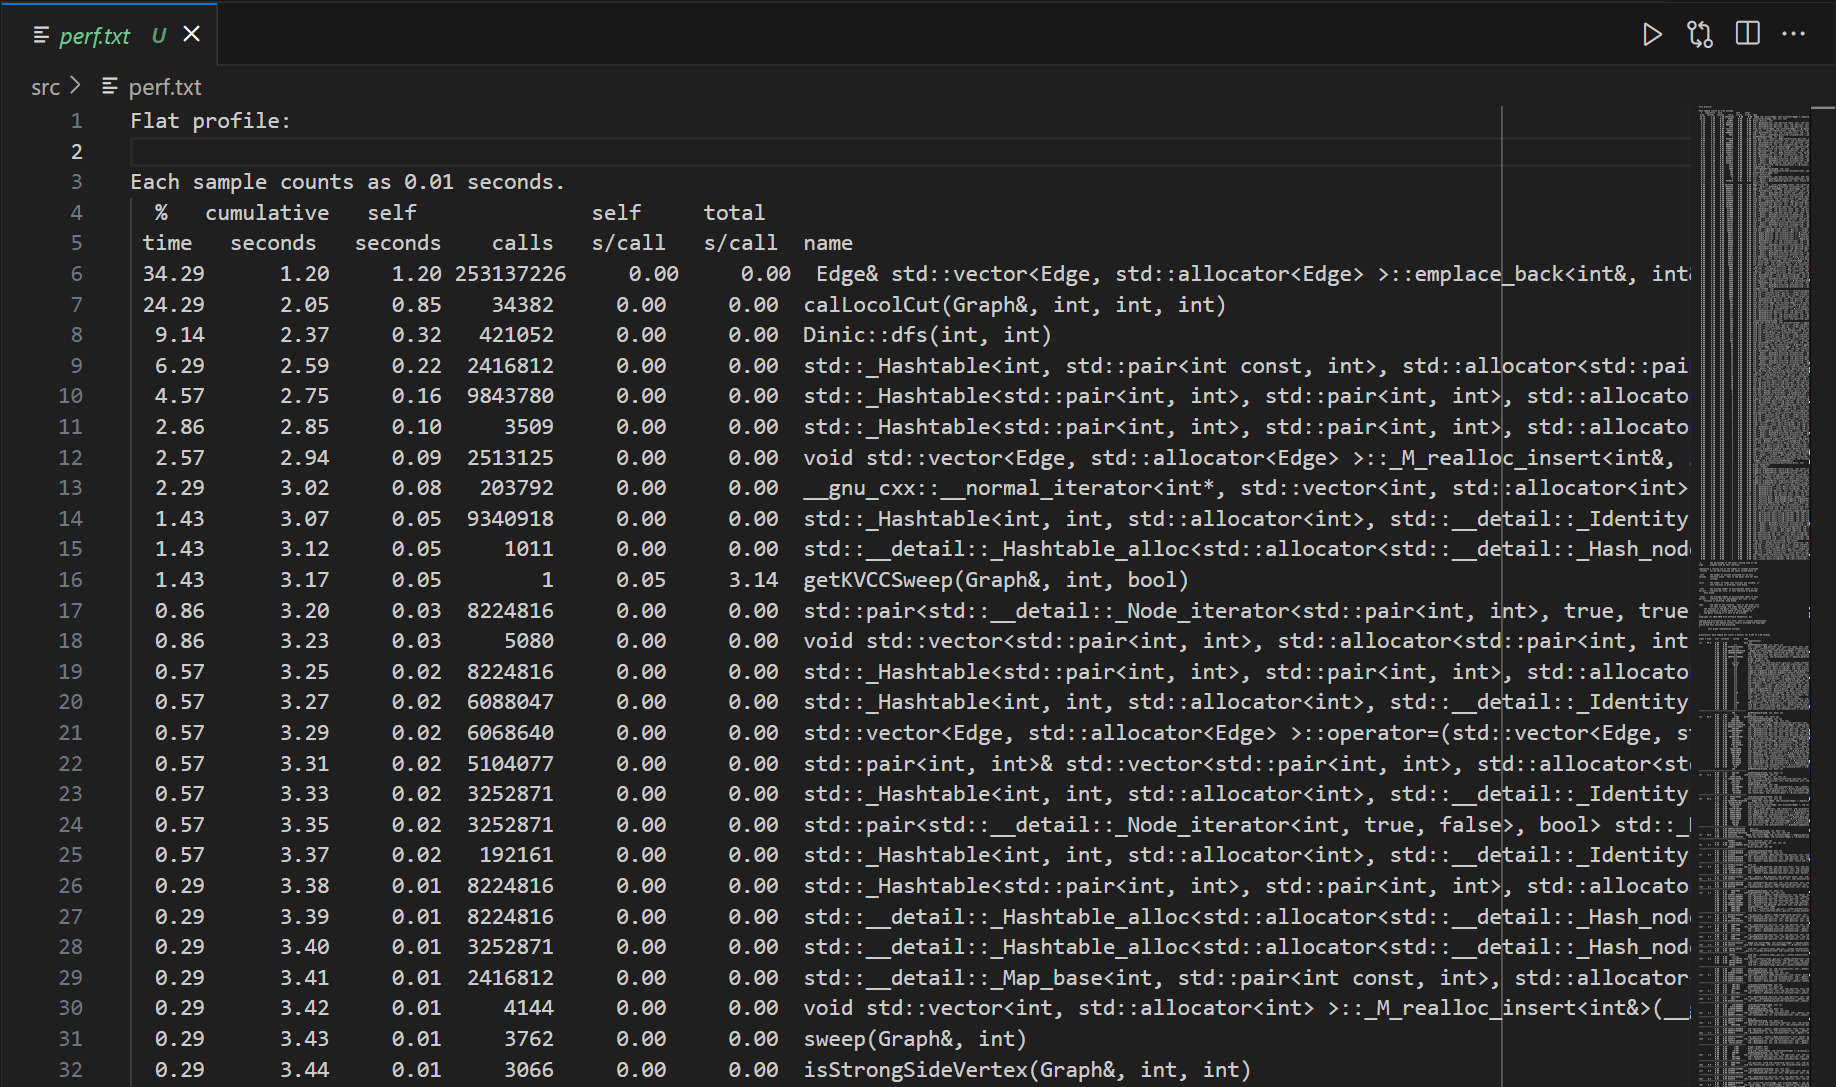 perf.txt U
src > perf.txt
1 Flat profile:
2
3 Each sample counts as 0.01 seconds.
4 % cumulative self self total
5 time seconds seconds calls s/call s/call name
6 34.29 1.20 1.20 253137226 0.00 0.00 Edge& std::vector<Edge, std::allocator<Edge> >::emplace_back<int&, int&
7 24.29 2.05 0.85 34382 0.00 0.00 calLocolCut(Graph&, int, int, int)
8 9.14 2.37 0.32 421052 0.00 0.00 Dinic::dfs(int, int)
9 6.29 2.59 0.22 2416812 0.00 0.00 std::_Hashtable<int, std::pair<int const, int>, std::allocator<std::pai
10 4.57 2.75 0.16 9843780 0.00 0.00 std::_Hashtable<std::pair<int, int>, std::pair<int, int>, std::allocato
11 2.86 2.85 0.10 3509 0.00 0.00 std::_Hashtable<std::pair<int, int>, std::pair<int, int>, std::allocato
12 2.57 2.94 0.09 2513125 0.00 0.00 void std::vector<Edge, std::allocator<Edge> >::_M_realloc_insert<int&,
13 2.29 3.02 0.08 203792 0.00 0.00 __gnu_cxx::__normal_iterator<int*, std::vector<int, std::allocator<int>
14 1.43 3.07 0.05 9340918 0.00 0.00 std::_Hashtable<int, int, std::allocator<int>, std::__detail::_Identity
15 1.43 3.12 0.05 1011 0.00 0.00 std::__detail::_Hashtable_alloc<std::allocator<std::__detail::_Hash_nod
16 1.43 3.17 0.05 1 0.05 3.14 getKVCCSweep(Graph&, int, bool)
17 0.86 3.20 0.03 8224816 0.00 0.00 std::pair<std::__detail::_Node_iterator<std::pair<int, int>, true, true
18 0.86 3.23 0.03 5080 0.00 0.00 void std::vector<std::pair<int, int>, std::allocator<std::pair<int, int
19 0.57 3.25 0.02 8224816 0.00 0.00 std::_Hashtable<std::pair<int, int>, std::pair<int, int>, std::allocato
20 0.57 3.27 0.02 6088047 0.00 0.00 std::_Hashtable<int, int, std::allocator<int>, std::__detail::_Identity
21 0.57 3.29 0.02 6068640 0.00 0.00 std::vector<Edge, std::allocator<Edge> >::operator=(std::vector<Edge, s
22 0.57 3.31 0.02 5104077 0.00 0.00 std::pair<int, int>& std::vector<std::pair<int, int>, std::allocator<st
23 0.57 3.33 0.02 3252871 0.00 0.00 std::_Hashtable<int, int, std::allocator<int>, std::__detail::_Identity
24 0.57 3.35 0.02 3252871 0.00 0.00 std::pair<std::__detail::_Node_iterator<int, true, false>, bool> std::_
25 0.57 3.37 0.02 192161 0.00 0.00 std::_Hashtable<int, int, std::allocator<int>, std::__detail::_Identity
26 0.29 3.38 0.01 8224816 0.00 0.00 std::_Hashtable<std::pair<int, int>, std::pair<int, int>, std::allocato
27 0.29 3.39 0.01 8224816 0.00 0.00 std::__detail::_Hashtable_alloc<std::allocator<std::__detail::_Hash_nod
28 0.29 3.40 0.01 3252871 0.00 0.00 std::__detail::_Hashtable_alloc<std::allocator<std::__detail::_Hash_nod
29 0.29 3.41 0.01 2416812 0.00 0.00 std::__detail::_Map_base<int, std::pair<int const, int>, std::allocator
30 0.29 3.42 0.01 4144 0.00 0.00 void std::vector<int, std::allocator<int> >::_M_realloc_insert<int&>(__
31 0.29 3.43 0.01 3762 0.00 0.00 sweep(Graph&, int)
32 0.29 3.44 0.01 3066 0.00 0.00 isStrongSideVertex(Graph&, int, int)